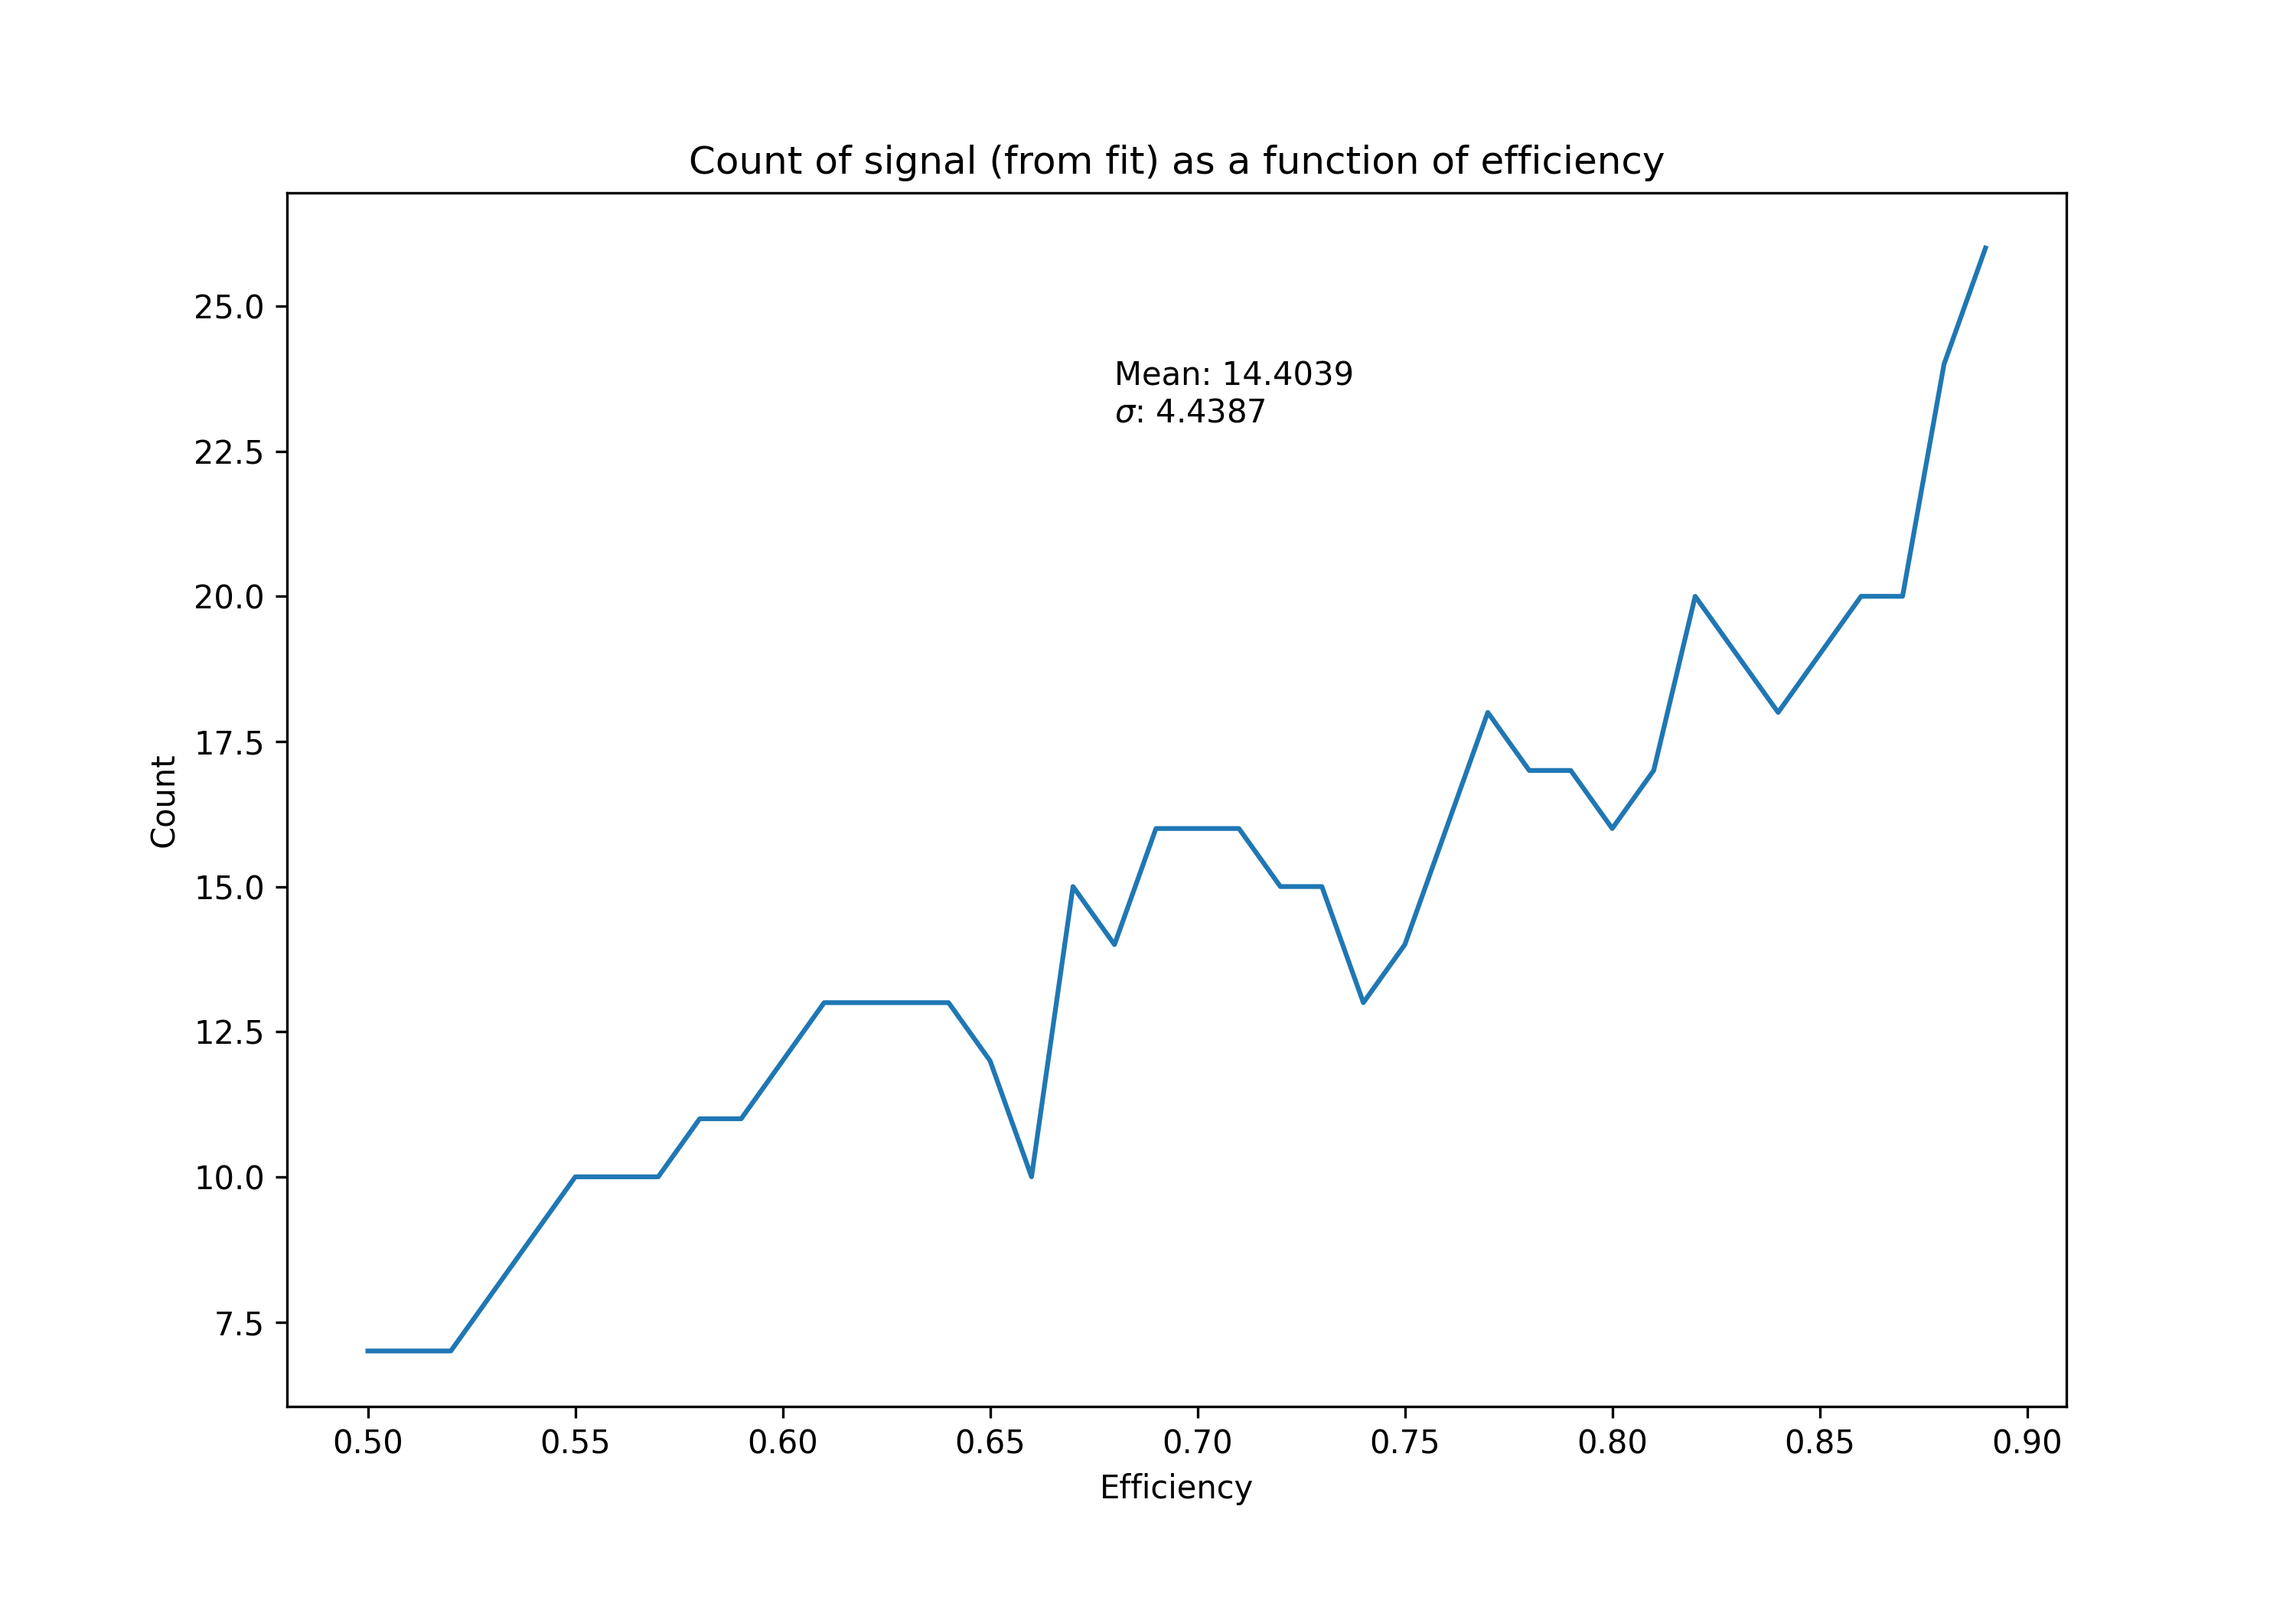 Count of signal (from fit) as a function of efficiency
25.0
Mean: 14.4039
σ: 4.4387
22.5
20.0
17.5
Count
15.0
12.5
10.0
7.5
0.50 0.55 0.60 0.65 0.70 0.75 0.80 0.85 0.90
Efficiency